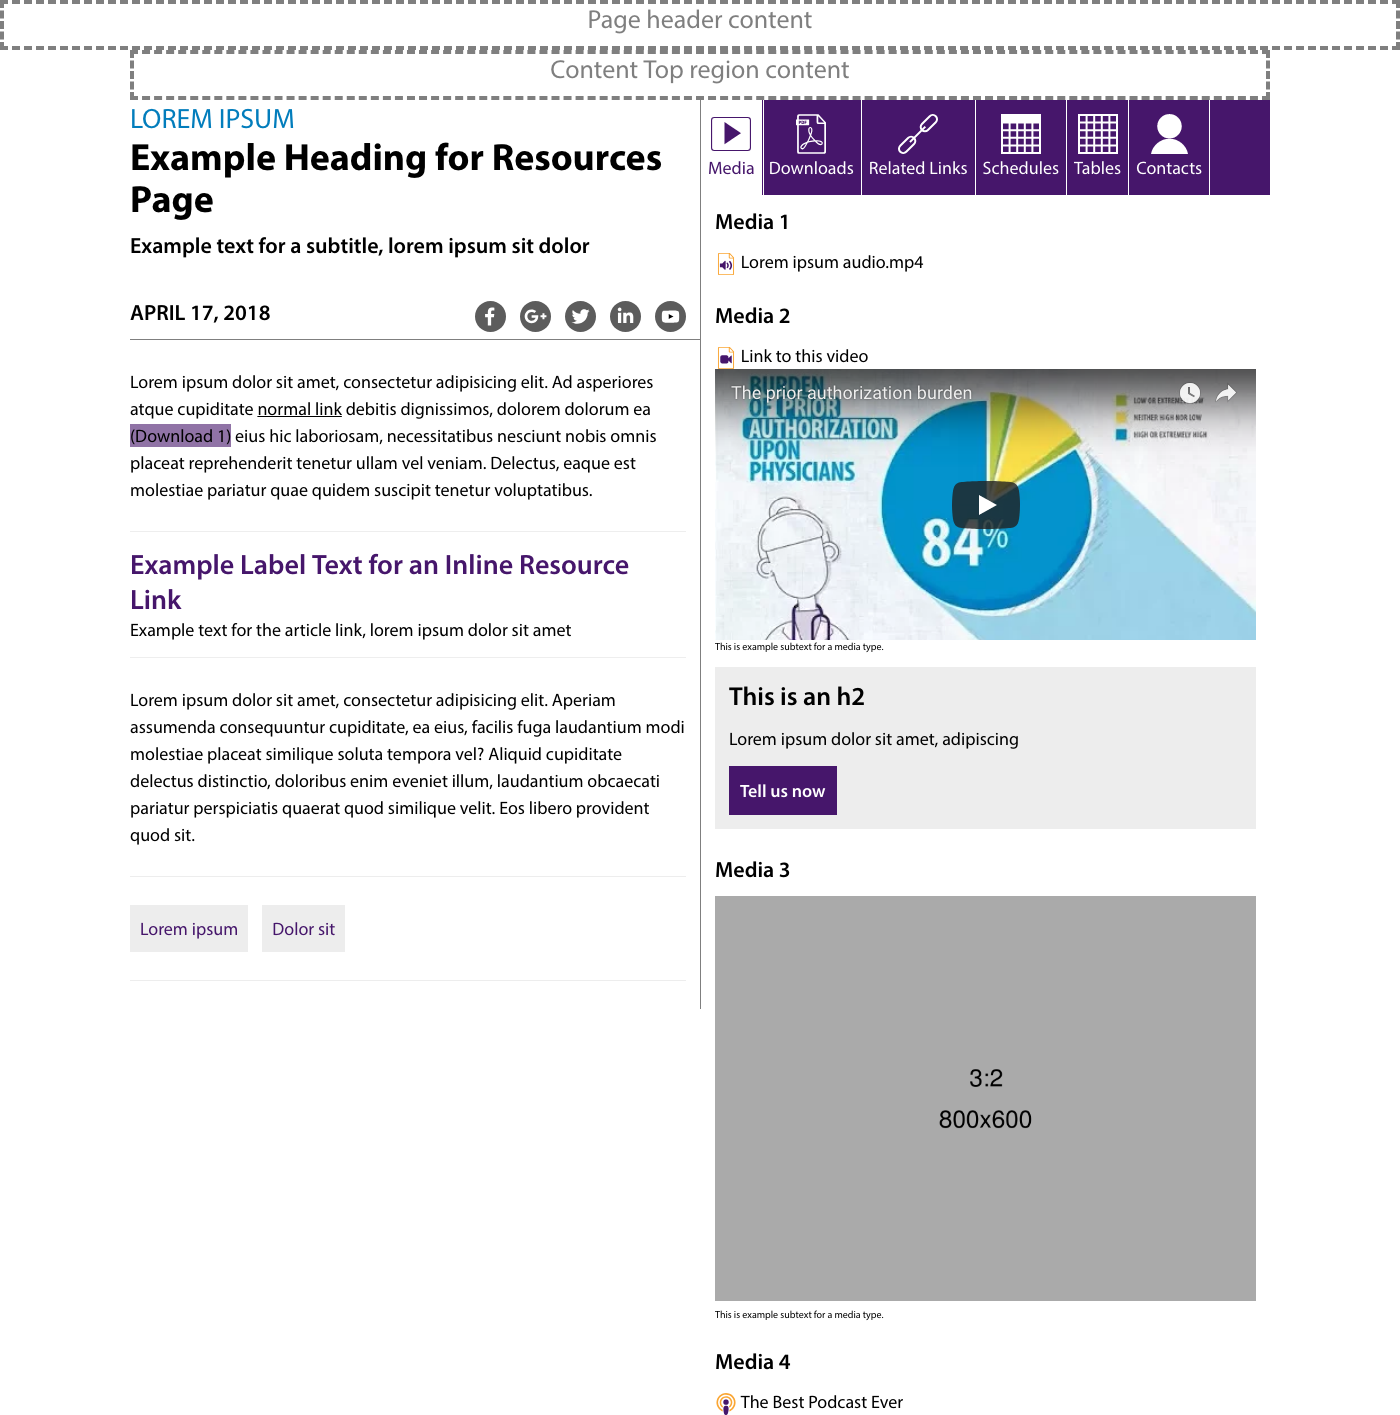 Page header content
Content Top region content
LOREM IPSUM
Example Heading for Resources
Page
Example text for a subtitle, lorem ipsum sit dolor
APRIL 17, 2018
Lorem ipsum dolor sit amet, consectetur adipisicing elit. Ad asperiores
atque cupiditate normal link debitis dignissimos, dolorem dolorum ea
(Download 1) eius hic laboriosam, necessitatibus nesciunt nobis omnis
placeat reprehenderit tenetur ullam vel veniam. Delectus, eaque est
molestiae pariatur quae quidem suscipit tenetur voluptatibus.
Example Label Text for an Inline Resource
Link
Example text for the article link, lorem ipsum dolor sit amet
Lorem ipsum dolor sit amet, consectetur adipisicing elit. Aperiam
assumenda consequuntur cupiditate, ea eius, facilis fuga laudantium modi
molestiae placeat similique soluta tempora vel? Aliquid cupiditate
delectus distinctio, doloribus enim eveniet illum, laudantium obcaecati
pariatur perspiciatis quaerat quod similique velit. Eos libero provident
quod sit.
Lorem ipsum Dolor sit
Media Downloads Related Links Schedules Tables Contacts
Media 1
Lorem ipsum audio.mp4
Media 2
Link to this video
The prior authorization burden
BURDEN
OF PRIOR
AUTHORIZATION
UPON
PHYSICIANS
LOW OR EXTREMELY LOW
NEITHER HIGH NOR LOW
HIGH OR EXTREMELY HIGH
84%
This is example subtext for a media type.
This is an h2
Lorem ipsum dolor sit amet, adipiscing
Tell us now
Media 3
3:2
800x600
This is example subtext for a media type.
Media 4
The Best Podcast Ever